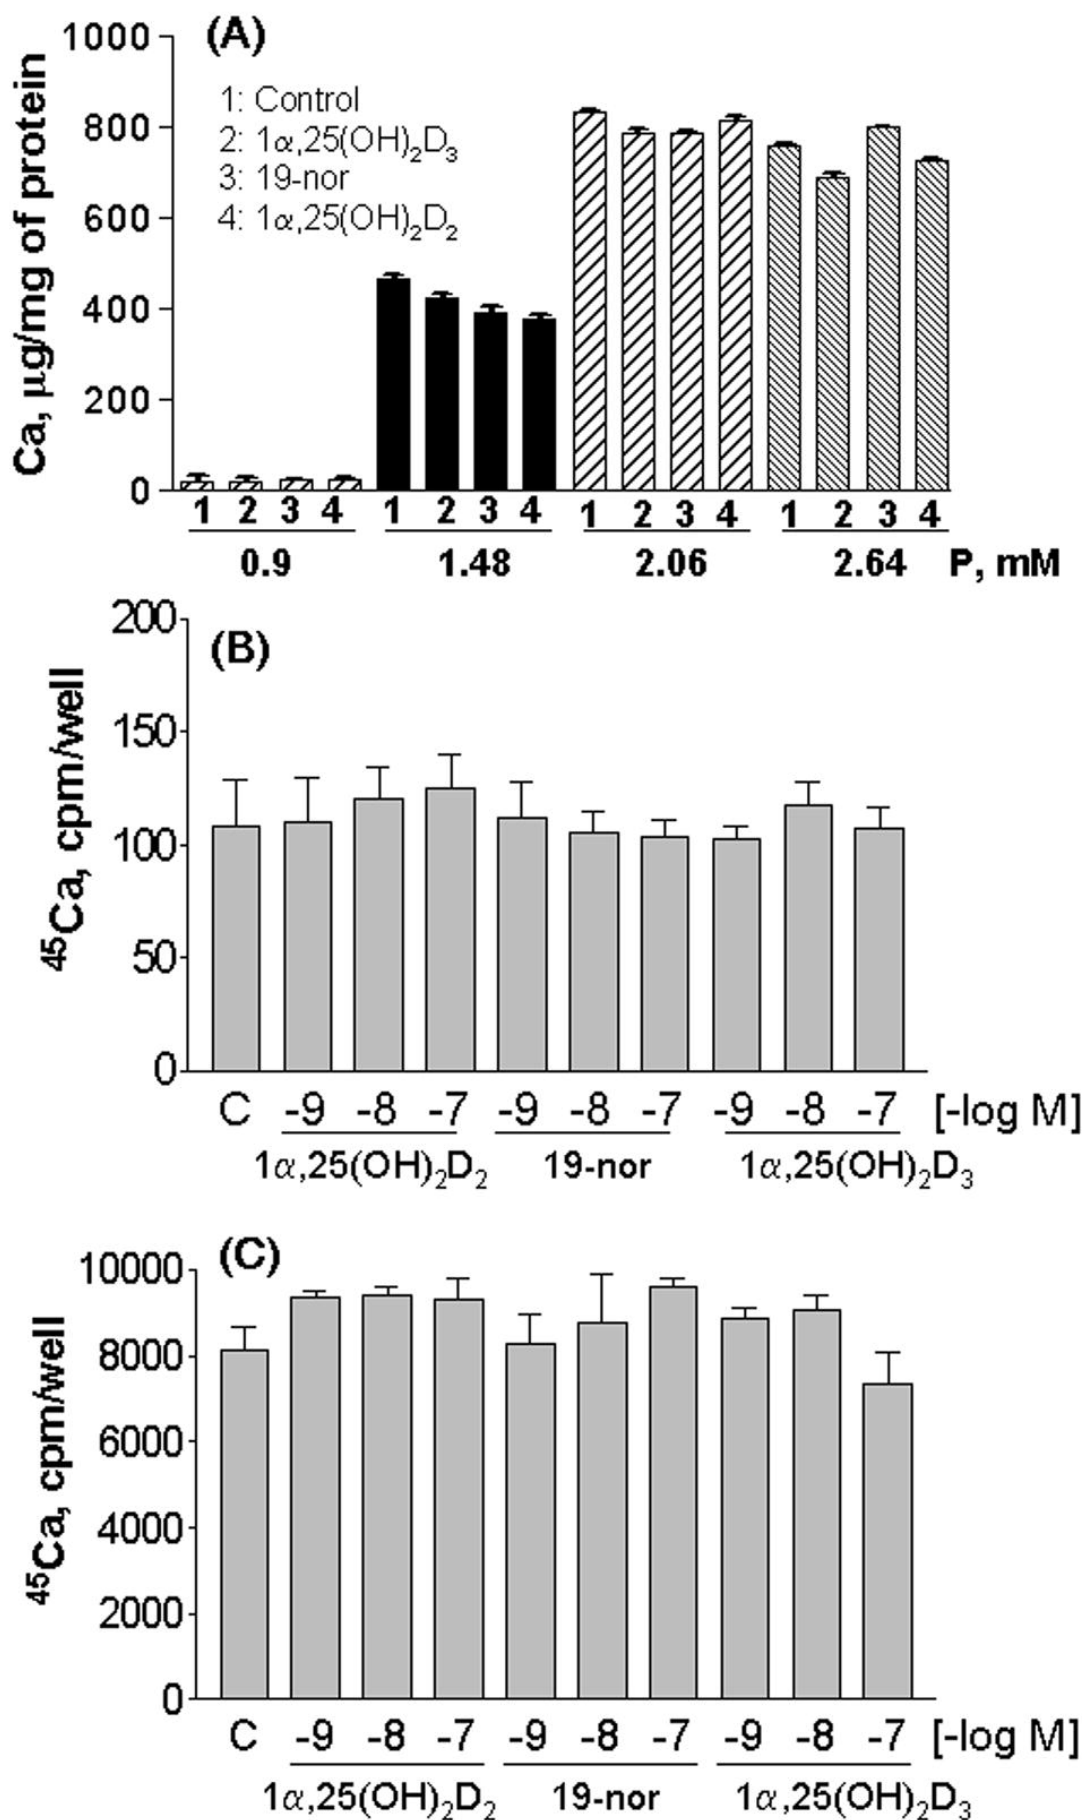 (A)
1000
800
600
400
200
0
Ca, μg/mg of protein
1: Control
2: 1α,25(OH)₂D₃
3: 19-nor
4: 1α,25(OH)₂D₂
1 2 3 4 1 2 3 4 1 2 3 4 1 2 3 4
0.9 1.48 2.06 2.64 P, mM
(B)
200
150
100
50
0
⁴⁵Ca, cpm/well
C -9 -8 -7 -9 -8 -7 -9 -8 -7 [-log M]
1α,25(OH)₂D₂ 19-nor 1α,25(OH)₂D₃
(C)
10000
8000
6000
4000
2000
0
⁴⁵Ca, cpm/well
C -9 -8 -7 -9 -8 -7 -9 -8 -7 [-log M]
1α,25(OH)₂D₂ 19-nor 1α,25(OH)₂D₃